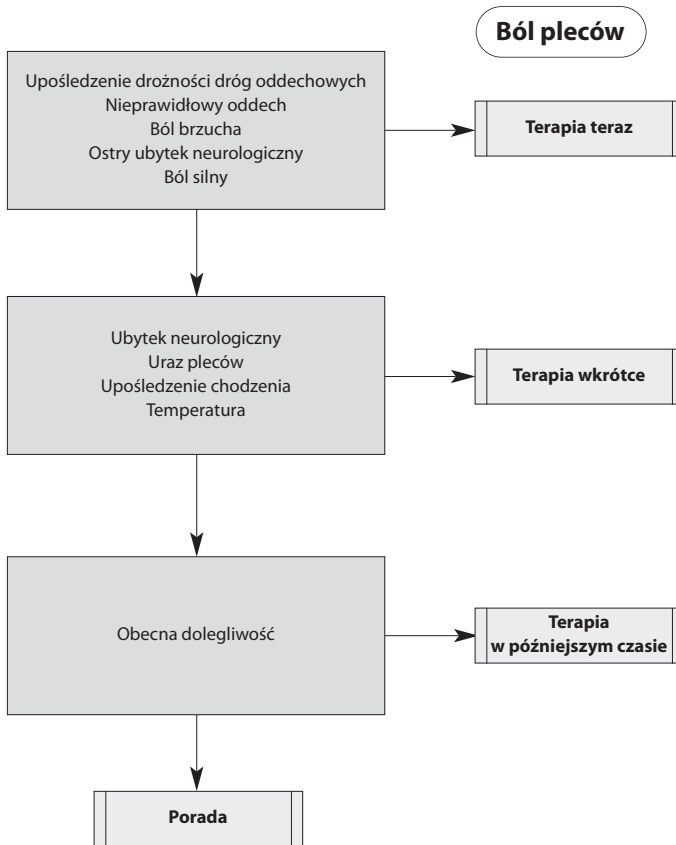 Ból pleców
Upośledzenie drożności dróg oddechowych
Nieprawidłowy oddech
Ból brzucha
Ostry ubytek neurologiczny
Ból silny
Terapia teraz
Ubytek neurologiczny
Uraz pleców
Upośledzenie chodzenia
Temperatura
Terapia wkrótce
Obecna dolegliwość
Terapia
w późniejszym czasie
Porada